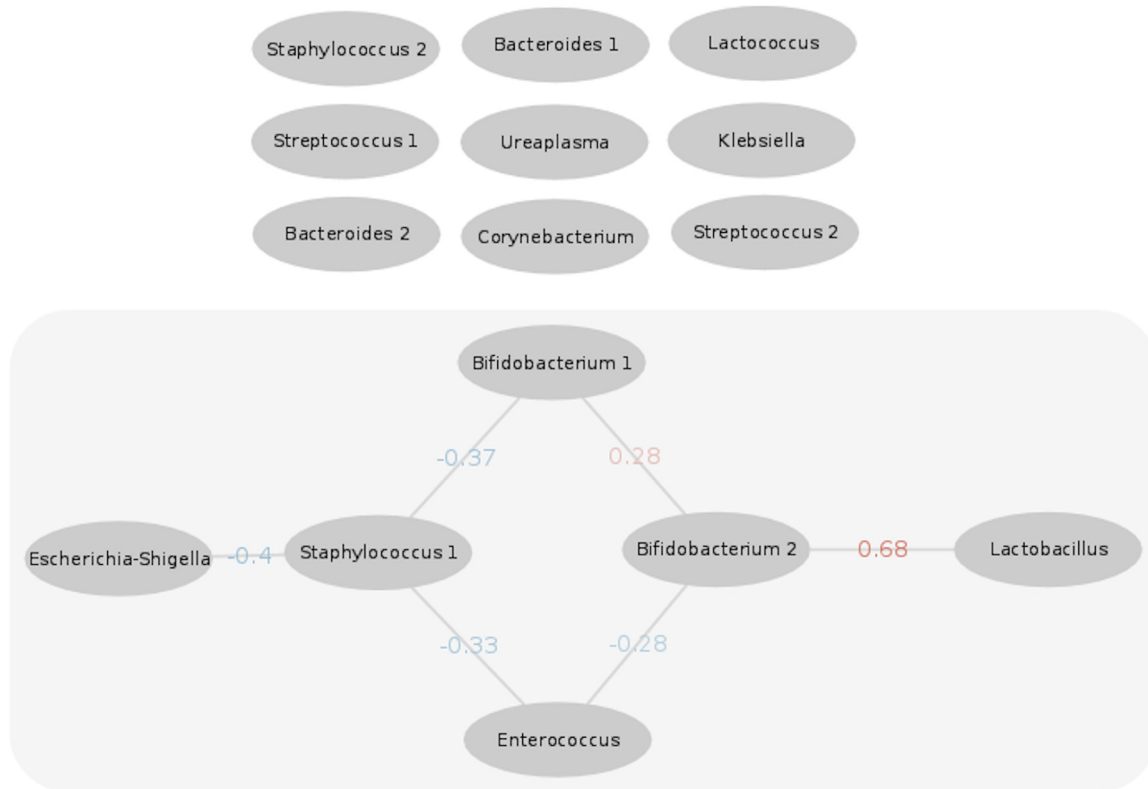 Staphylococcus 2
Bacteroides 1
Lactococcus
Streptococcus 1
Ureaplasma
Klebsiella
Bacteroides 2
Corynebacterium
Streptococcus 2
Bifidobacterium 1
-0.37
0.28
Escherichia-Shigella
-0.4
Staphylococcus 1
Bifidobacterium 2
0.68
Lactobacillus
-0.33
-0.28
Enterococcus